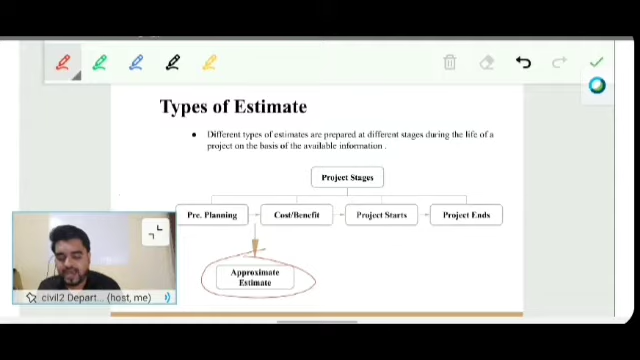 Types of Estimate
• Different types of estimates are prepared at different stages during the life of a
project on the basis of the available information .
Project Stages
Pre. Planning
Cost/Benefit
Project Starts
Project Ends
Approximate
Estimate
civil2 Depart... (host, me)